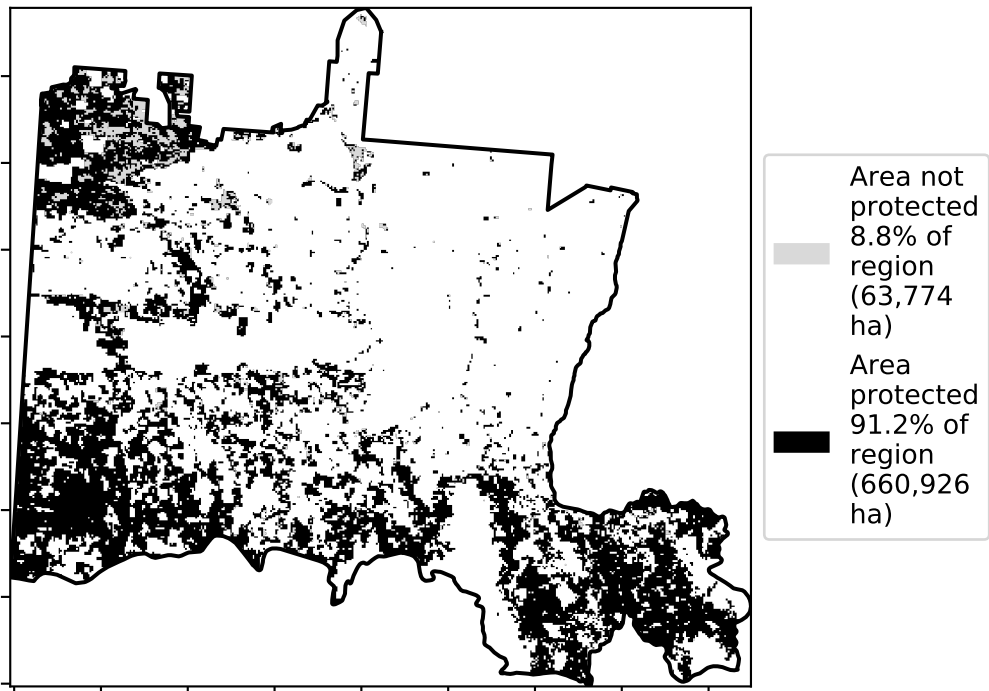 Area not
protected
8.8% of
region
(63,774
ha)
Area
protected
91.2% of
region
(660,926
ha)